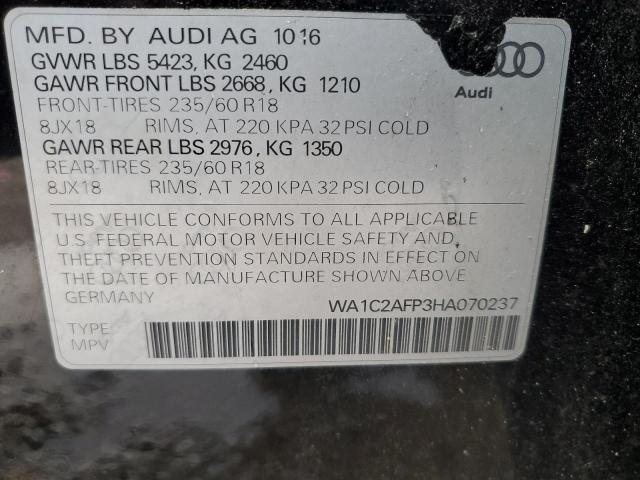 MFD. BY AUDI AG 10 16
GVWR LBS 5423, KG 2460
GAWR FRONT LBS 2668, KG 1210
FRONT-TIRES 235/60 R18
8JX18 RIMS, AT 220 KPA 32 PSI COLD
GAWR REAR LBS 2976, KG 1350
REAR-TIRES 235/60 R18
8JX18 RIMS, AT 220 KPA 32 PSI COLD
Audi
THIS VEHICLE CONFORMS TO ALL APPLICABLE
U.S. FEDERAL MOTOR VEHICLE SAFETY AND
THEFT PREVENTION STANDARDS IN EFFECT ON
THE DATE OF MANUFACTURE SHOWN ABOVE
GERMANY WA1C2AFP3HA070237
TYPE:
MPV